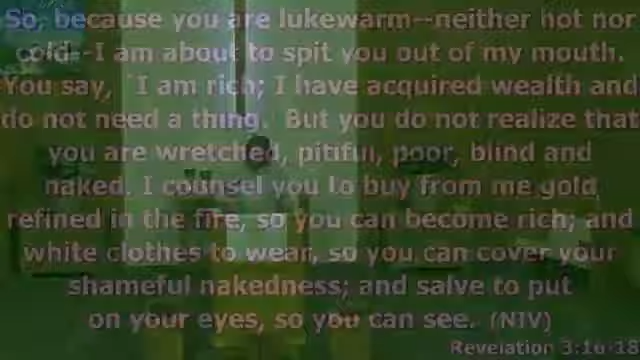 So, because you are lukewarm--neither hot nor
cold--I am about to spit you out of my mouth.
You say, `I am rich; I have acquired wealth and
do not need a thing.' But you do not realize that
you are wretched, pitiful, poor, blind and
naked. I counsel you to buy from me gold
refined in the fire, so you can become rich; and
white clothes to wear, so you can cover your
shameful nakedness; and salve to put
on your eyes, so you can see. (NIV)
Revelation 3:16-18